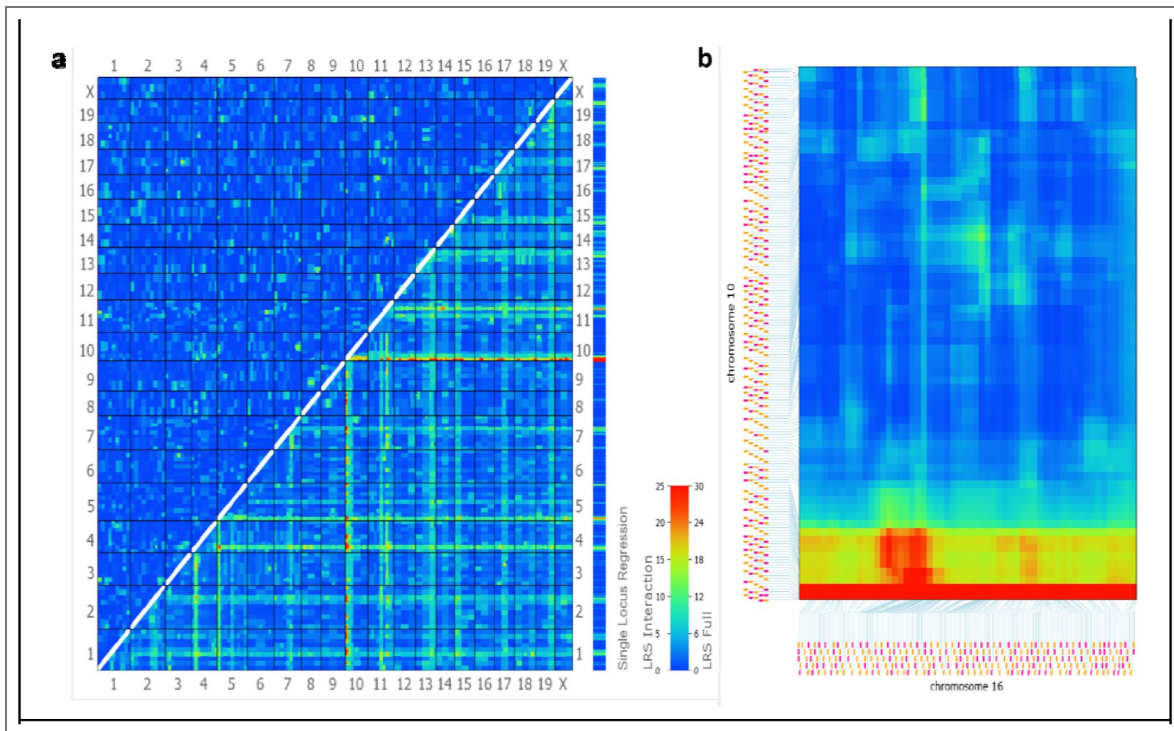 a
1 2 3 4 5 6 7 8 9 10 11 12 13 14 15 16 17 18 19 X
X X
19 19
18 18
17 17
16 16
15 15
14 14
13 13
12 12
11 11
10 10
9 9
8 8
7 7
6 6
5 5
4 4
3 3
2 2
1 1
1 2 3 4 5 6 7 8 9 10 11 12 13 14 15 16 17 18 19 X
Single Locus Regression
LRS Interaction
LRS Full
25 30
20 24
15 18
10 12
5 6
0 0
b
chromosome 10
chromosome 16